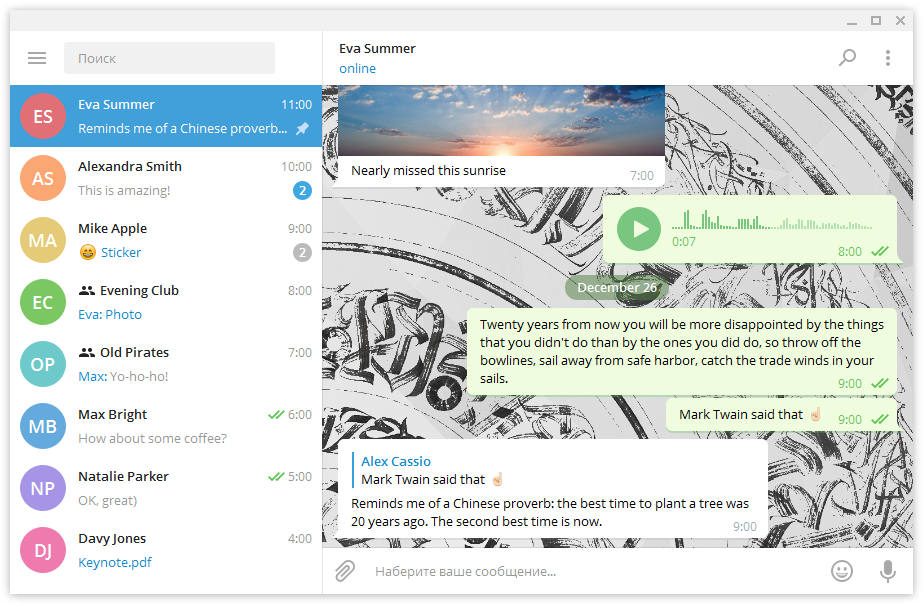 Поиск
ES
Eva Summer
11:00
Reminds me of a Chinese proverb...
AS
Alexandra Smith
10:00
This is amazing!
2
MA
Mike Apple
9:00
😄 Sticker
2
EC
Evening Club
8:00
Eva: Photo
OP
Old Pirates
7:00
Max: Yo-ho-ho!
MB
Max Bright
6:00
How about some coffee?
NP
Natalie Parker
5:00
OK, great)
DJ
Davy Jones
4:00
Keynote.pdf
Eva Summer
online
Nearly missed this sunrise
7:00
0:07
8:00
December 26
Twenty years from now you will be more disappointed by the things
that you didn't do than by the ones you did do, so throw off the
bowlines, sail away from safe harbor, catch the trade winds in your
sails.
9:00
Mark Twain said that ☝🏻
9:00
Alex Cassio
Mark Twain said that ☝🏻
Reminds me of a Chinese proverb: the best time to plant a tree was
20 years ago. The second best time is now.
9:00
Наберите ваше сообщение...